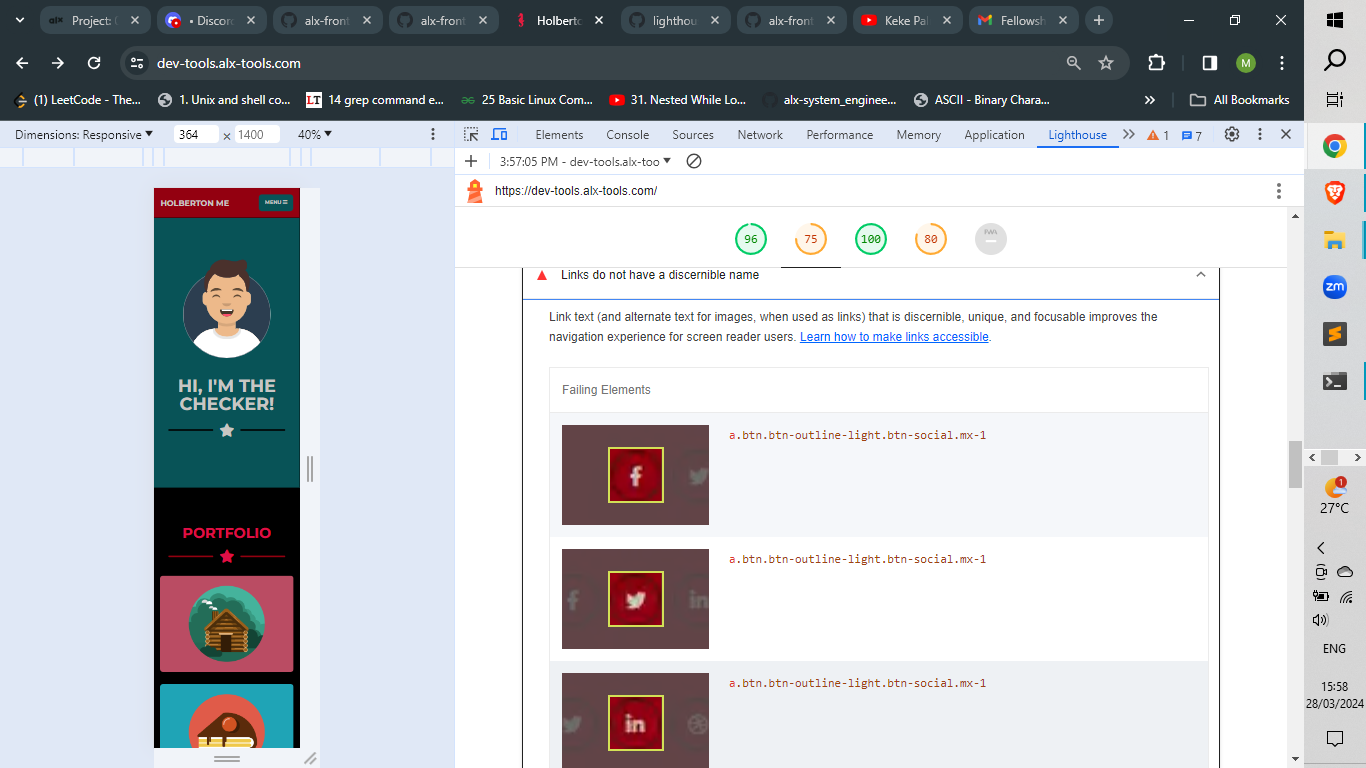 Project: (
• Discord
alx-front
alx-front
Holberto
lighthou
alx-front
Keke Pal
Fellowsh
dev-tools.alx-tools.com
M
(1) LeetCode - The...
1. Unix and shell co...
LT 14 grep command e...
25 Basic Linux Com...
31. Nested While Lo...
alx-system_enginee...
ASCII - Binary Chara...
All Bookmarks
Dimensions: Responsive
364 × 1400
40%
Elements
Console
Sources
Network
Performance
Memory
Application
Lighthouse
1
7
3:57:05 PM - dev-tools.alx-too
https://dev-tools.alx-tools.com/
96
75
100
80
PWA
HOLBERTON ME
MENU
HI, I'M THE
CHECKER!
PORTFOLIO
Links do not have a discernible name
Link text (and alternate text for images, when used as links) that is discernible, unique, and focusable improves the
navigation experience for screen reader users. Learn how to make links accessible.
Failing Elements
a.btn.btn-outline-light.btn-social.mx-1
a.btn.btn-outline-light.btn-social.mx-1
a.btn.btn-outline-light.btn-social.mx-1
zm
1
27°C
ENG
15:58
28/03/2024